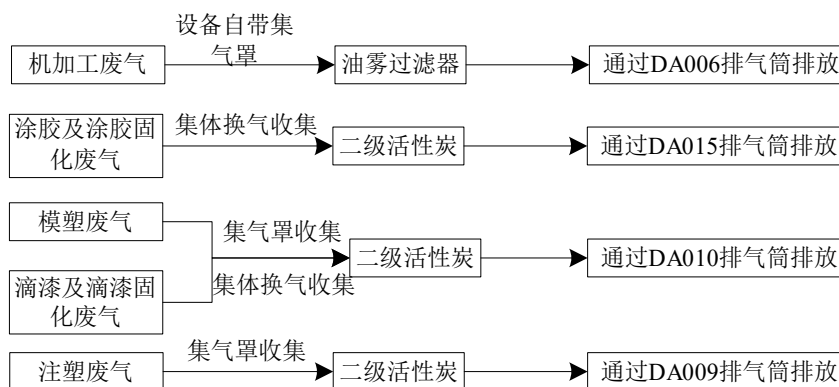 设备自带集
气罩
机加工废气
油雾过滤器
通过DA006排气筒排放
涂胶及涂胶固
化废气
集体换气收集
二级活性炭
通过DA015排气筒排放
模塑废气
集气罩收集
二级活性炭
通过DA010排气筒排放
滴漆及滴漆固
化废气
集体换气收集
注塑废气
集气罩收集
二级活性炭
通过DA009排气筒排放